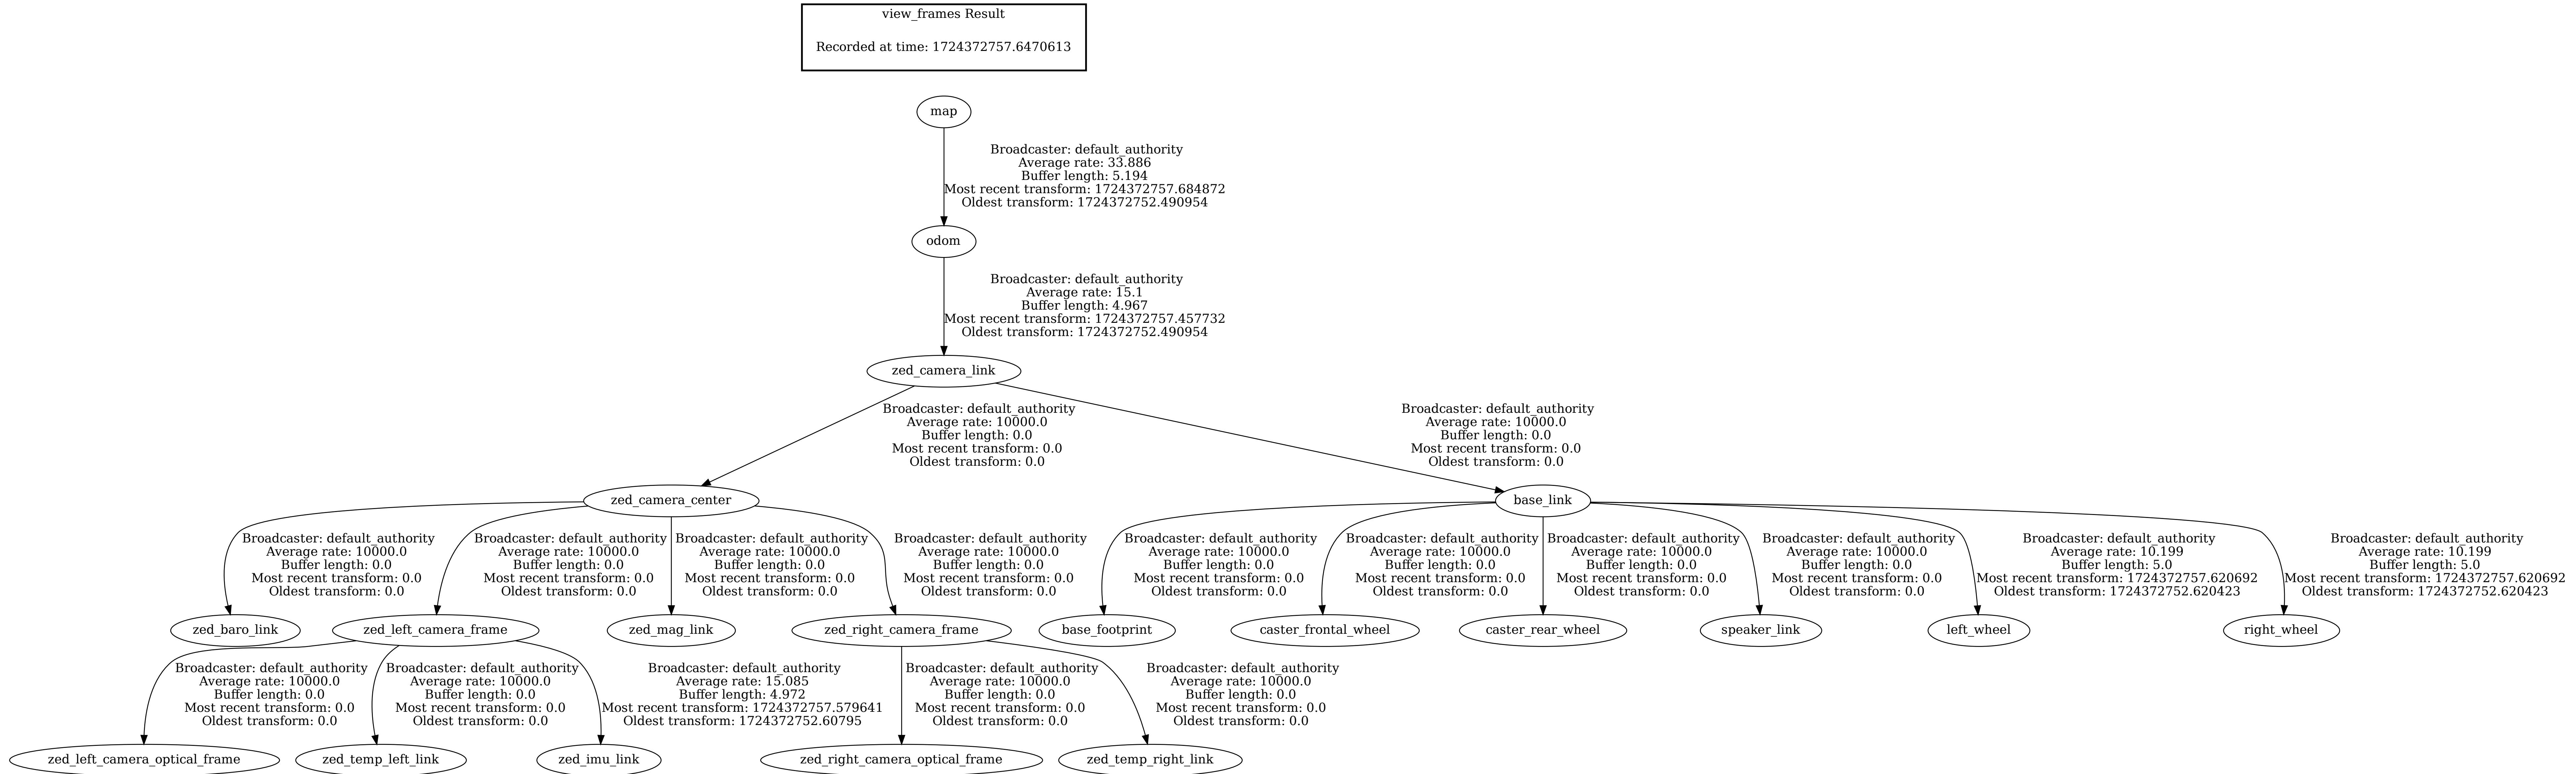 view_frames Result
Recorded at time: 1724372757.6470613
map
Broadcaster: default_authority
Average rate: 33.886
Buffer length: 5.194
Most recent transform: 1724372757.684872
Oldest transform: 1724372752.490954
odom
Broadcaster: default_authority
Average rate: 15.1
Buffer length: 4.967
Most recent transform: 1724372757.457732
Oldest transform: 1724372752.490954
zed_camera_link
Broadcaster: default_authority
Average rate: 10000.0
Buffer length: 0.0
Most recent transform: 0.0
Oldest transform: 0.0
Broadcaster: default_authority
Average rate: 10000.0
Buffer length: 0.0
Most recent transform: 0.0
Oldest transform: 0.0
zed_camera_center
base_link
Broadcaster: default_authority
Average rate: 10000.0
Buffer length: 0.0
Most recent transform: 0.0
Oldest transform: 0.0
Broadcaster: default_authority
Average rate: 10000.0
Buffer length: 0.0
Most recent transform: 0.0
Oldest transform: 0.0
Broadcaster: default_authority
Average rate: 10000.0
Buffer length: 0.0
Most recent transform: 0.0
Oldest transform: 0.0
Broadcaster: default_authority
Average rate: 10000.0
Buffer length: 0.0
Most recent transform: 0.0
Oldest transform: 0.0
Broadcaster: default_authority
Average rate: 10000.0
Buffer length: 0.0
Most recent transform: 0.0
Oldest transform: 0.0
Broadcaster: default_authority
Average rate: 10000.0
Buffer length: 0.0
Most recent transform: 0.0
Oldest transform: 0.0
Broadcaster: default_authority
Average rate: 10000.0
Buffer length: 0.0
Most recent transform: 0.0
Oldest transform: 0.0
Broadcaster: default_authority
Average rate: 10000.0
Buffer length: 0.0
Most recent transform: 0.0
Oldest transform: 0.0
Broadcaster: default_authority
Average rate: 10.199
Buffer length: 5.0
Most recent transform: 1724372757.620692
Oldest transform: 1724372752.620423
Broadcaster: default_authority
Average rate: 10.199
Buffer length: 5.0
Most recent transform: 1724372757.620692
Oldest transform: 1724372752.620423
zed_baro_link
zed_left_camera_frame
zed_mag_link
zed_right_camera_frame
base_footprint
caster_frontal_wheel
caster_rear_wheel
speaker_link
left_wheel
right_wheel
Broadcaster: default_authority
Average rate: 10000.0
Buffer length: 0.0
Most recent transform: 0.0
Oldest transform: 0.0
Broadcaster: default_authority
Average rate: 10000.0
Buffer length: 0.0
Most recent transform: 0.0
Oldest transform: 0.0
Broadcaster: default_authority
Average rate: 15.085
Buffer length: 4.972
Most recent transform: 1724372757.579641
Oldest transform: 1724372752.60795
Broadcaster: default_authority
Average rate: 10000.0
Buffer length: 0.0
Most recent transform: 0.0
Oldest transform: 0.0
Broadcaster: default_authority
Average rate: 10000.0
Buffer length: 0.0
Most recent transform: 0.0
Oldest transform: 0.0
zed_left_camera_optical_frame
zed_temp_left_link
zed_imu_link
zed_right_camera_optical_frame
zed_temp_right_link